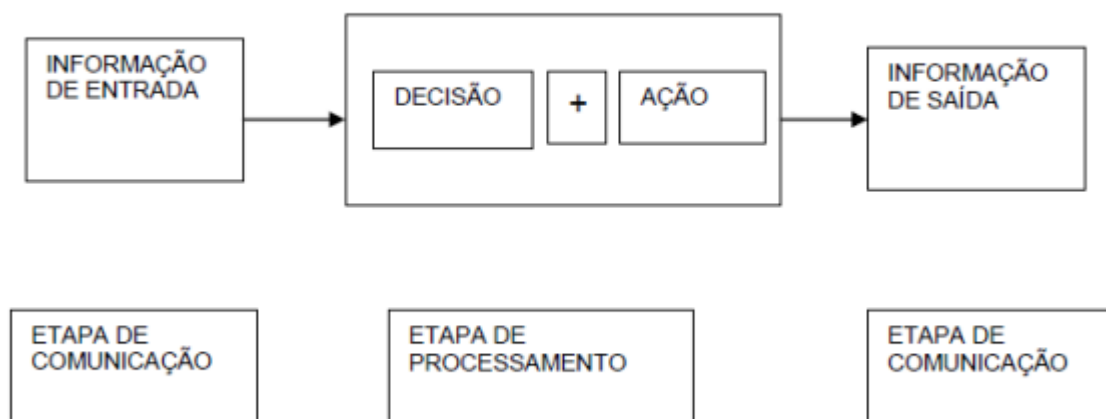 INFORMAÇÃO
DE ENTRADA
DECISÃO
+
AÇÃO
INFORMAÇÃO
DE SAÍDA
ETAPA DE
COMUNICAÇÃO
ETAPA DE
PROCESSAMENTO
ETAPA DE
COMUNICAÇÃO